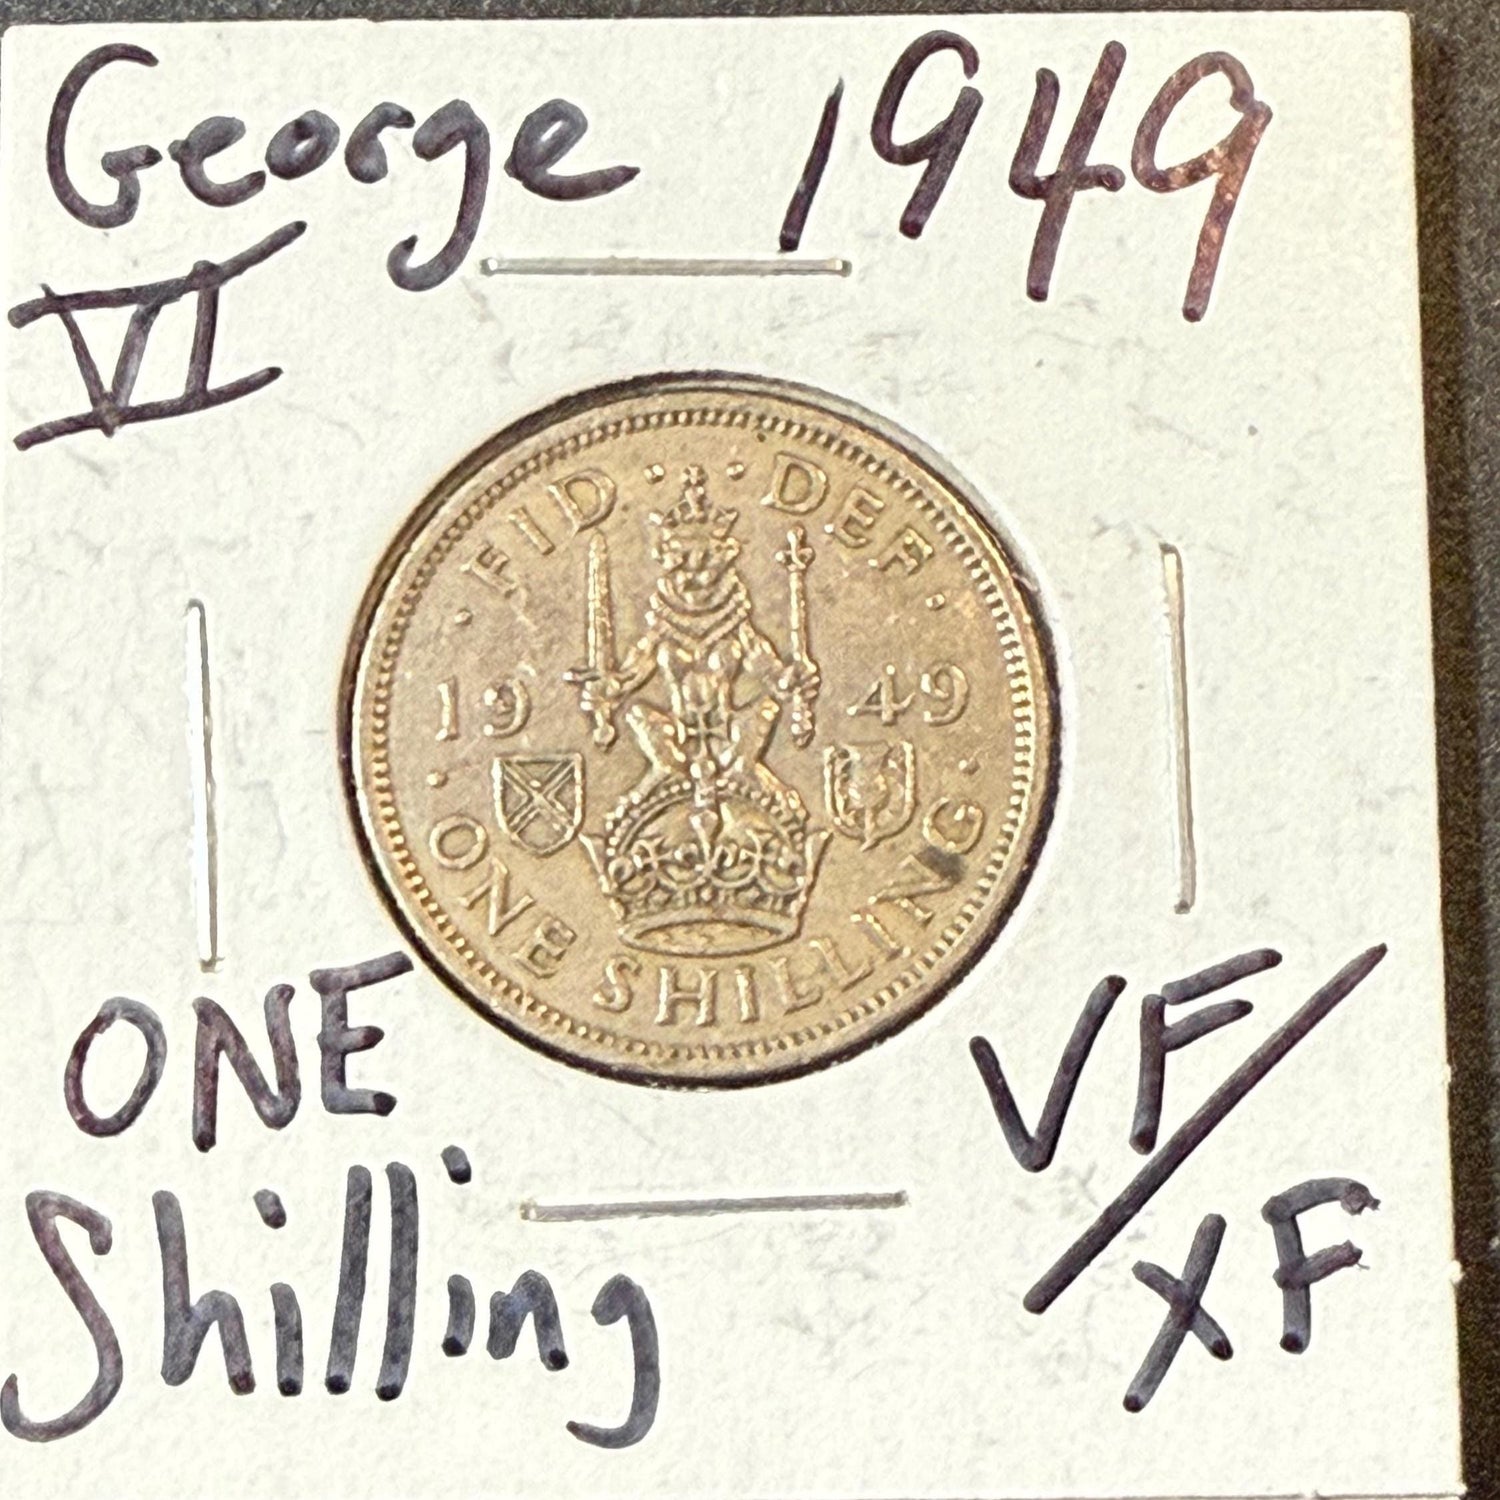 George 1949
VI
· FID · · DEF ·
19 49
· ONE SHILLING ·
ONE
Shilling
VF/
XF